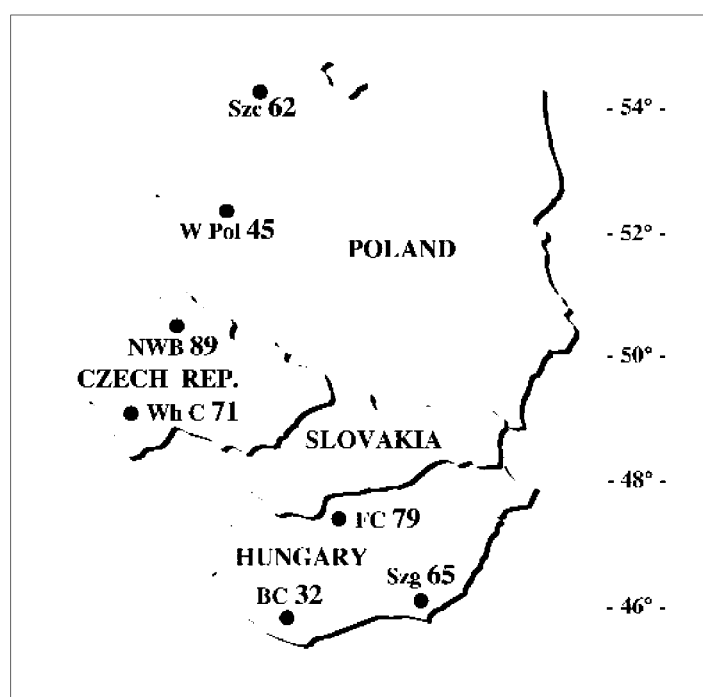 - 54° -
Szc 62
W Pol 45
- 52° -
POLAND
NWB 89
- 50° -
CZECH REP.
Wh C 71
SLOVAKIA
- 48° -
FC 79
HUNGARY
Szg 65
BC 32
- 46° -